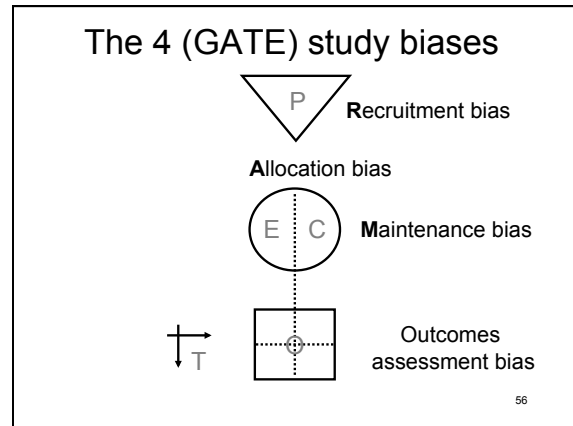 The 4 (GATE) study biases
P
Recruitment bias
Allocation bias
E C
Maintenance bias
O
T
Outcomes
assessment bias
56